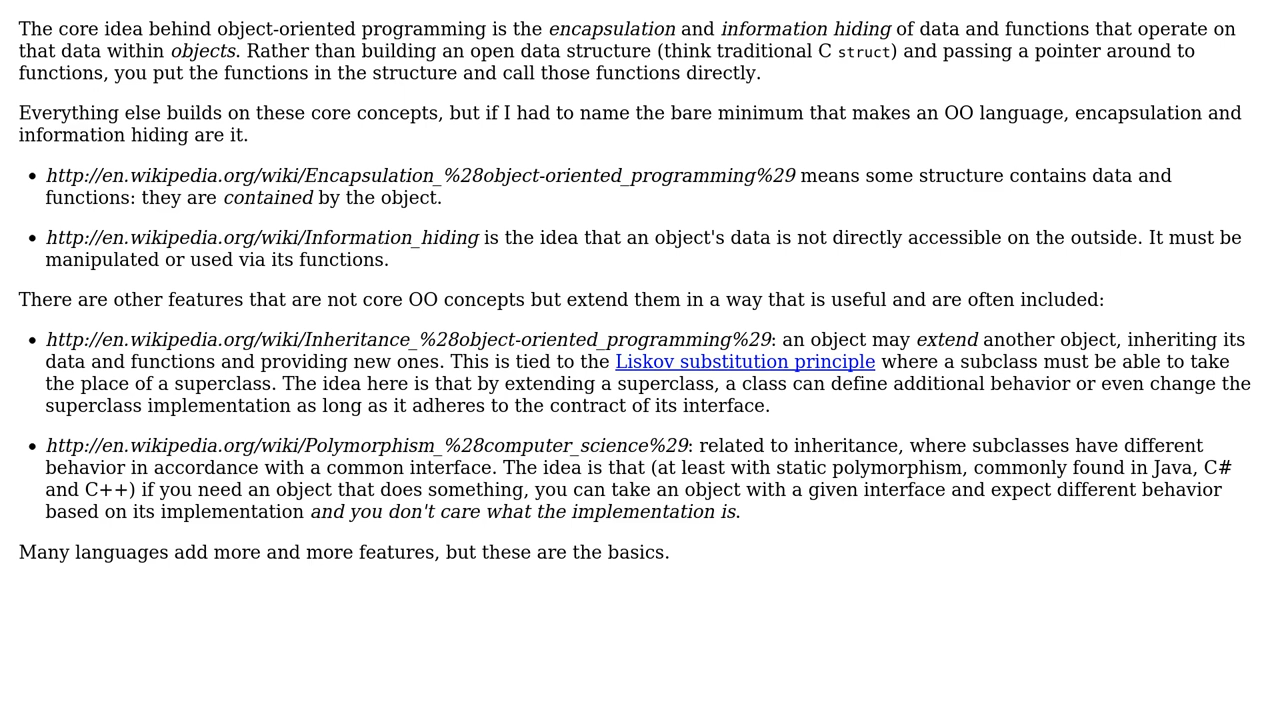 The core idea behind object-oriented programming is the encapsulation and information hiding of data and functions that operate on
that data within objects. Rather than building an open data structure (think traditional C struct) and passing a pointer around to
functions, you put the functions in the structure and call those functions directly.
Everything else builds on these core concepts, but if I had to name the bare minimum that makes an OO language, encapsulation and
information hiding are it.
• http://en.wikipedia.org/wiki/Encapsulation_%28object-oriented_programming%29 means some structure contains data and
functions: they are contained by the object.
• http://en.wikipedia.org/wiki/Information_hiding is the idea that an object's data is not directly accessible on the outside. It must be
manipulated or used via its functions.
There are other features that are not core OO concepts but extend them in a way that is useful and are often included:
• http://en.wikipedia.org/wiki/Inheritance_%28object-oriented_programming%29: an object may extend another object, inheriting its
data and functions and providing new ones. This is tied to the Liskov substitution principle where a subclass must be able to take
the place of a superclass. The idea here is that by extending a superclass, a class can define additional behavior or even change the
superclass implementation as long as it adheres to the contract of its interface.
• http://en.wikipedia.org/wiki/Polymorphism_%28computer_science%29: related to inheritance, where subclasses have different
behavior in accordance with a common interface. The idea is that (at least with static polymorphism, commonly found in Java, C#
and C++) if you need an object that does something, you can take an object with a given interface and expect different behavior
based on its implementation and you don't care what the implementation is.
Many languages add more and more features, but these are the basics.